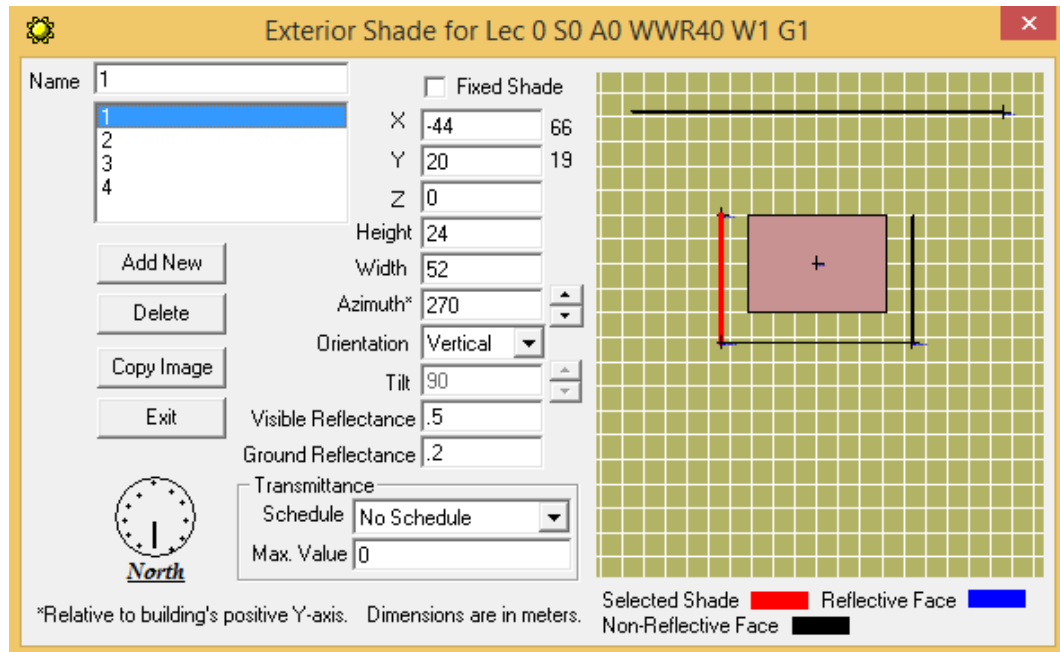 Exterior Shade for Lec 0 S0 A0 WWR40 W1 G1
Name 1
1
2
3
4
Add New
Delete
Copy Image
Exit
North
Fixed Shade
X -44 66
Y 20 19
Z 0
Height 24
Width 52
Azimuth* 270
Orientation Vertical
Tilt 90
Visible Reflectance .5
Ground Reflectance .2
Transmittance
Schedule No Schedule
Max. Value 0
*Relative to building's positive Y-axis. Dimensions are in meters.
Selected Shade Reflective Face
Non-Reflective Face